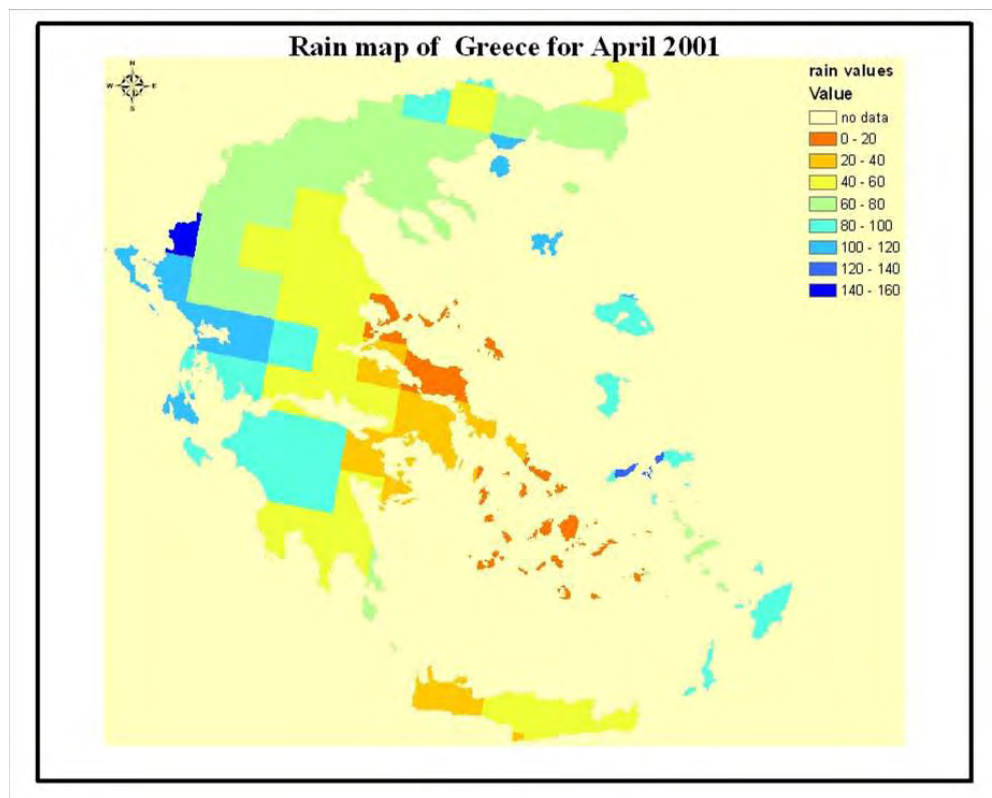 Rain map of Greece for April 2001
N
W E
S
rain values
Value
no data
0 - 20
20 - 40
40 - 60
60 - 80
80 - 100
100 - 120
120 - 140
140 - 160